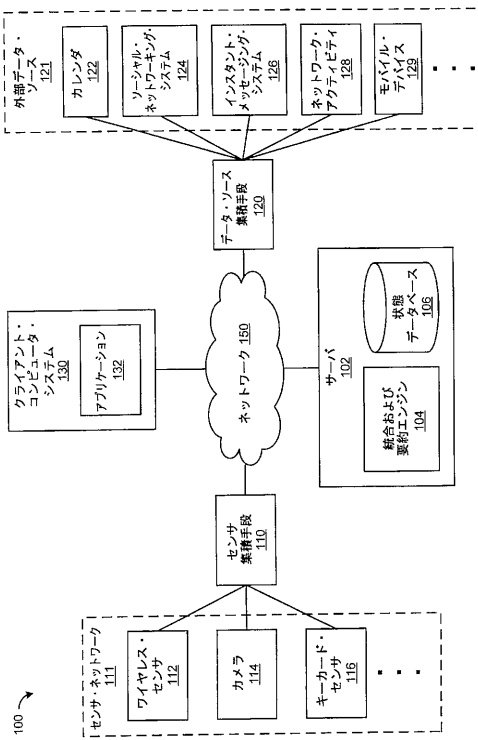 100
センサ・ネットワーク
111
ワイヤレス・
センサ
112
カメラ
114
キーカード・
センサ
116
センサ
集積手段
110
クライアント・
コンピュータ・
システム
130
アプリケーション
132
ネットワーク 150
サーバ
102
統合および
要約エンジン
104
状態
データベース
106
データ・ソース
集積手段
120
外部データ・
ソース
121
カレンダ
122
ソーシャル・
ネットワーキング・
システム
124
インスタント・
メッセージング・
システム
126
ネットワーク・
アクティビティ
128
モバイル・
デバイス
129